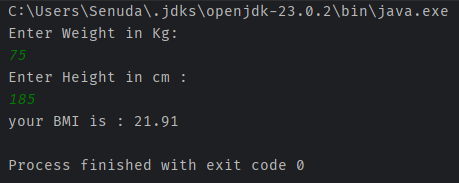 C:\Users\Senuda\.jdks\openjdk-23.0.2\bin\java.exe
Enter Weight in Kg:
75
Enter Height in cm :
185
your BMI is : 21.91
Process finished with exit code 0